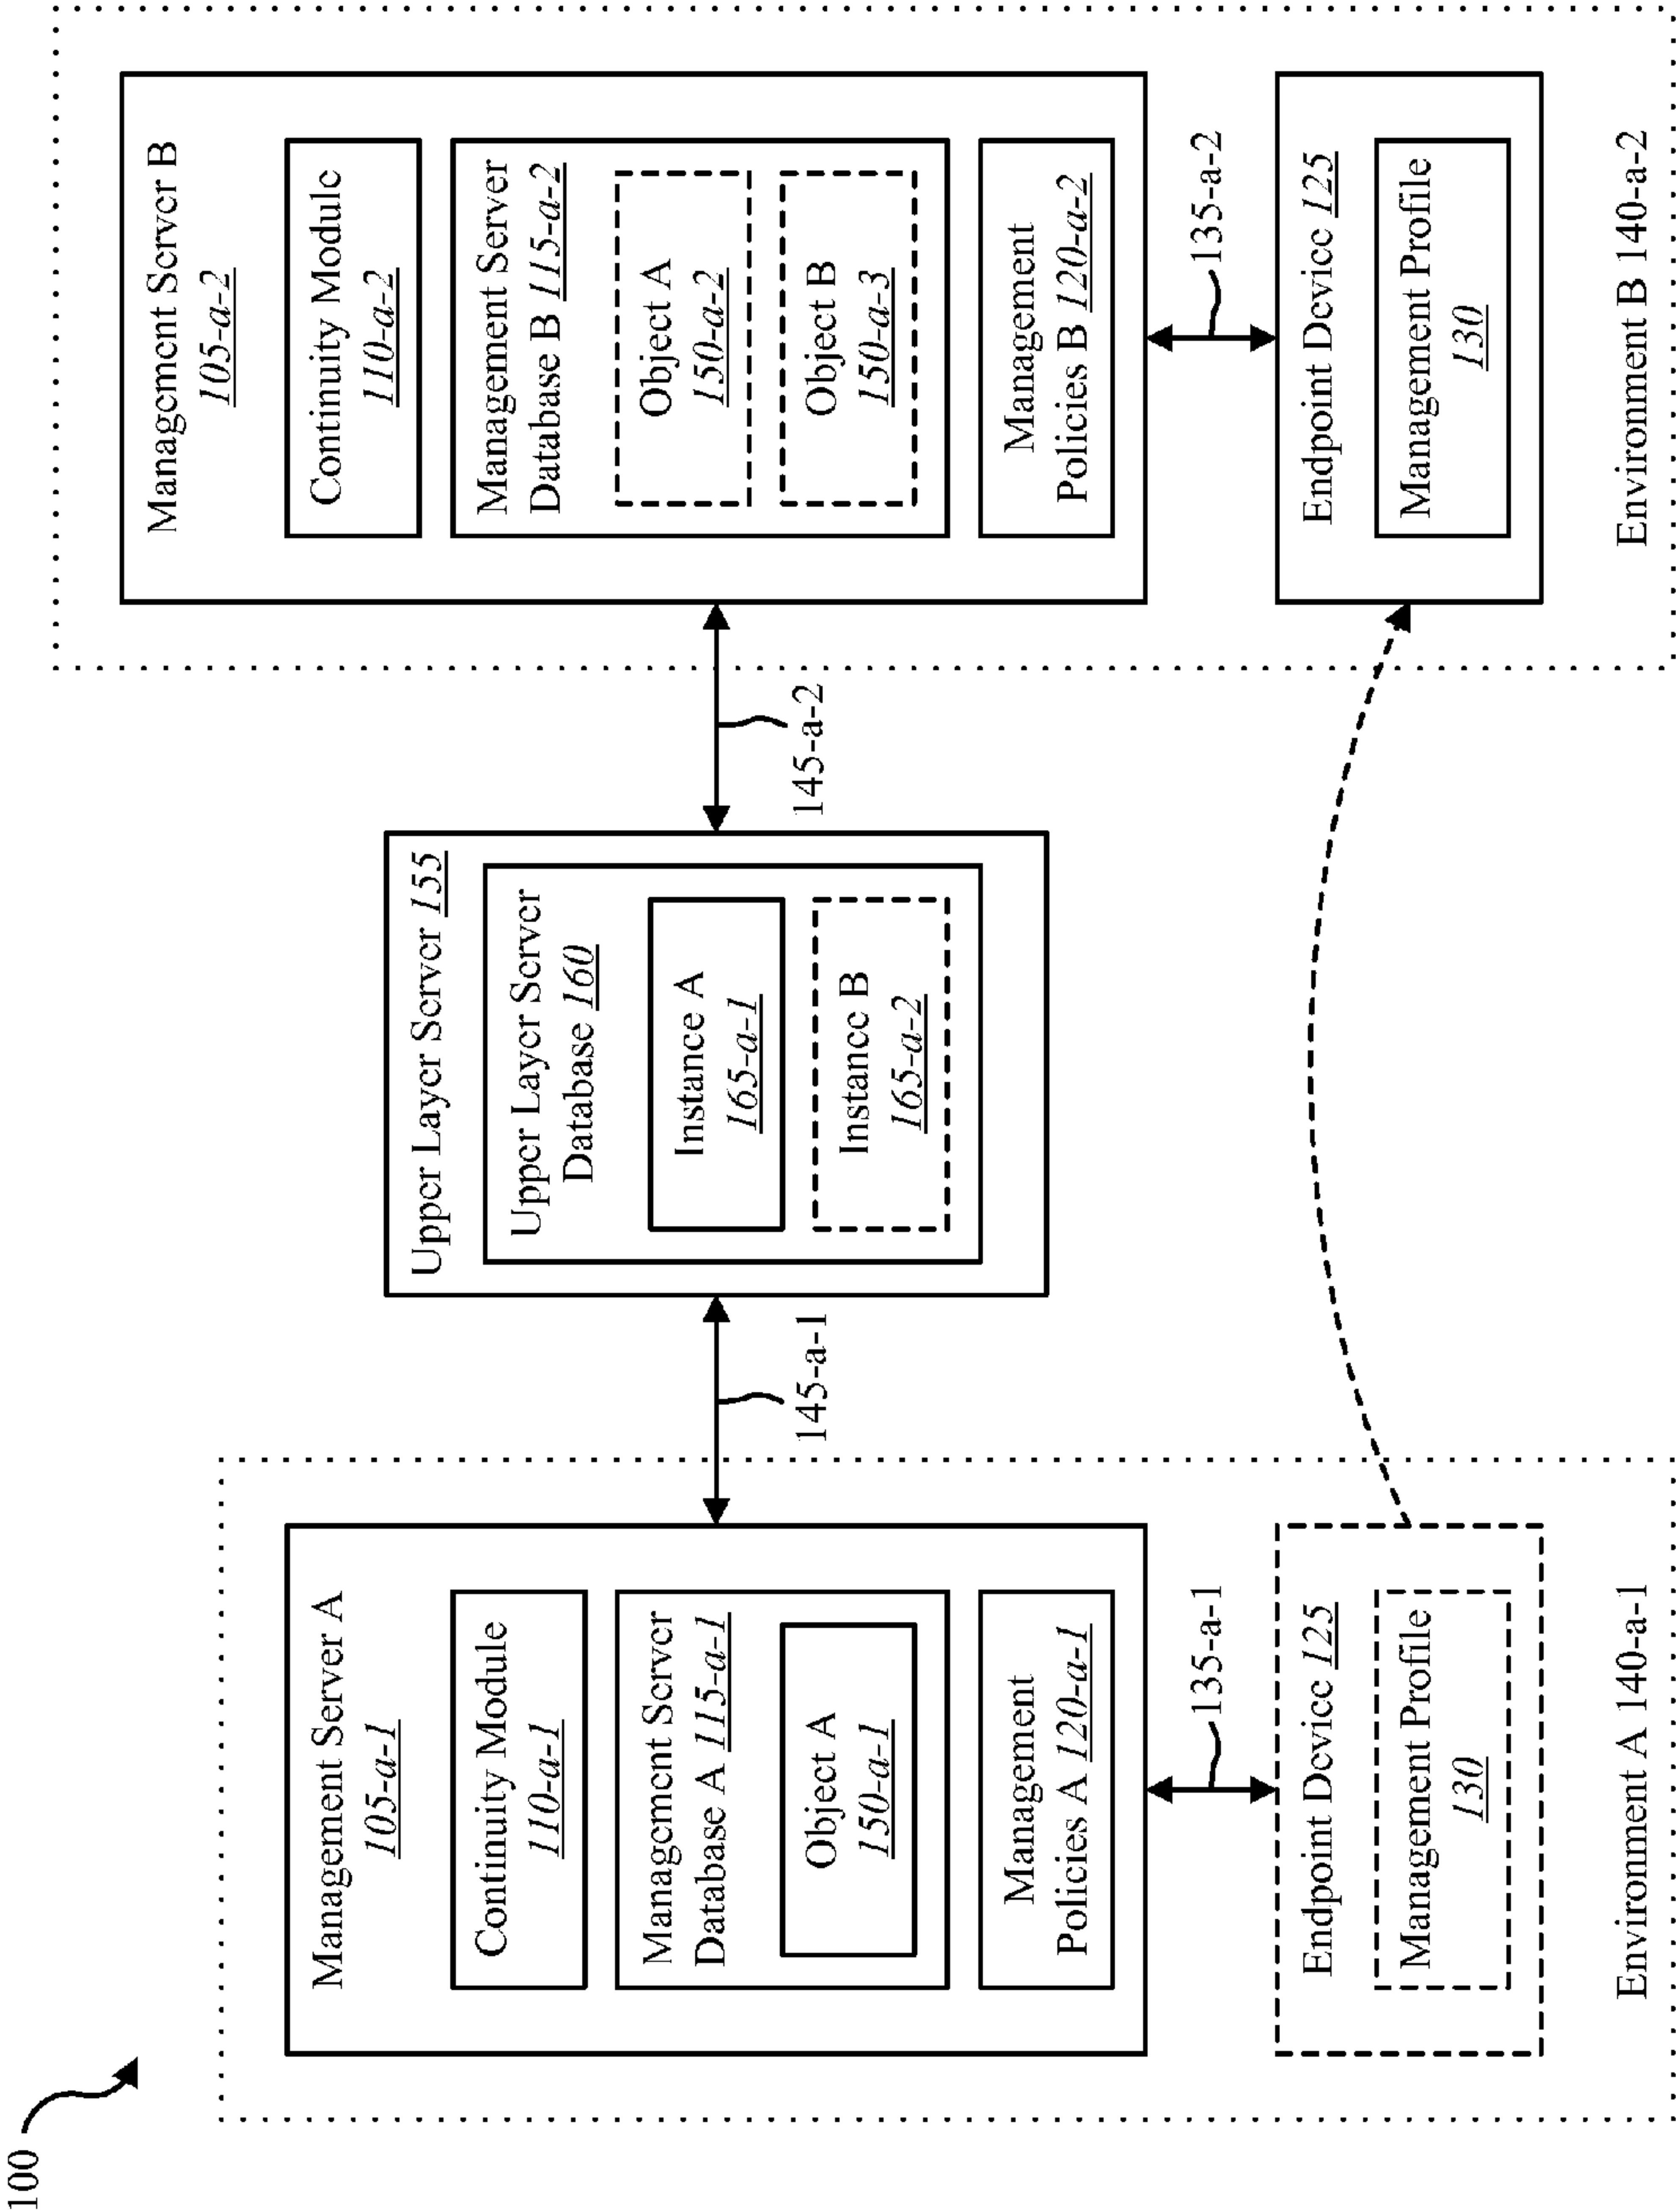 100
Management Server A
105-a-1
Continuity Module
110-a-1
Management Server
Database A 115-a-1
Object A
150-a-1
Management
Policies A 120-a-1
135-a-1
Endpoint Device 125
Management Profile
130
Environment A 140-a-1
145-a-1
Upper Layer Server 155
Upper Layer Server
Database 160
Instance A
165-a-1
Instance B
165-a-2
145-a-2
Management Server B
105-a-2
Continuity Module
110-a-2
Management Server
Database B 115-a-2
Object A
150-a-2
Object B
150-a-3
Management
Policies B 120-a-2
135-a-2
Endpoint Device 125
Management Profile
130
Environment B 140-a-2